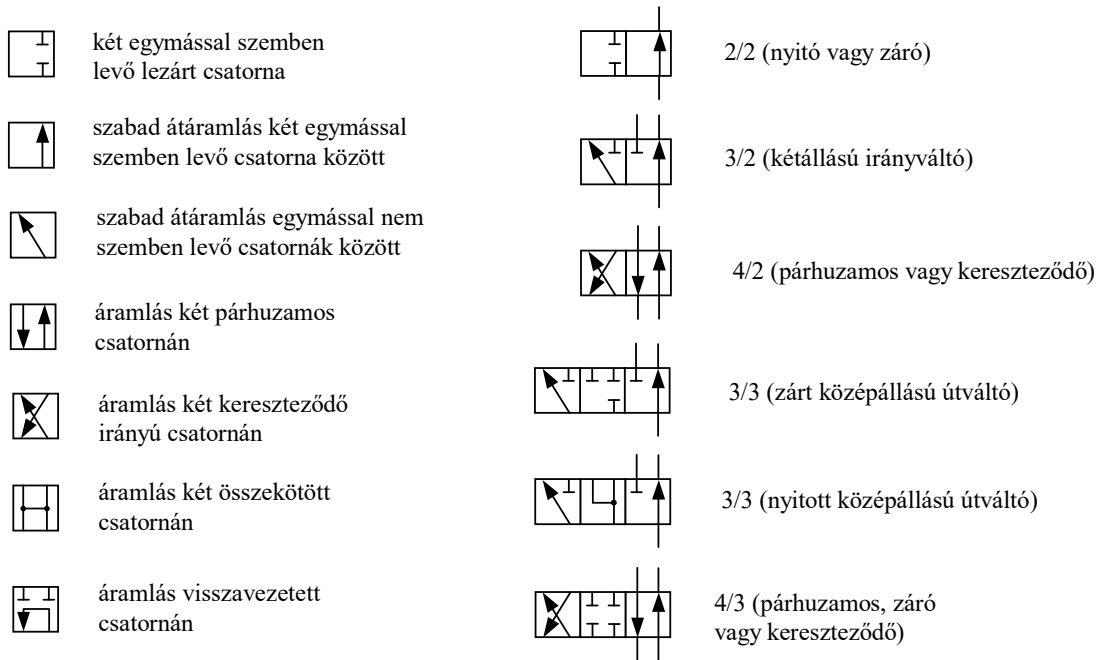 két egymással szemben
levő lezárt csatorna
szabad átáramlás két egymással
szemben levő csatorna között
szabad átáramlás egymással nem
szemben levő csatornák között
áramlás két párhuzamos
csatornán
áramlás két kereszteződő
irányú csatornán
áramlás két összekötött
csatornán
áramlás visszavezetett
csatornán
2/2 (nyitó vagy záró)
3/2 (kétállású irányváltó)
4/2 (párhuzamos vagy kereszteződő)
3/3 (zárt középállású útváltó)
3/3 (nyitott középállású útváltó)
4/3 (párhuzamos, záró
vagy kereszteződő)